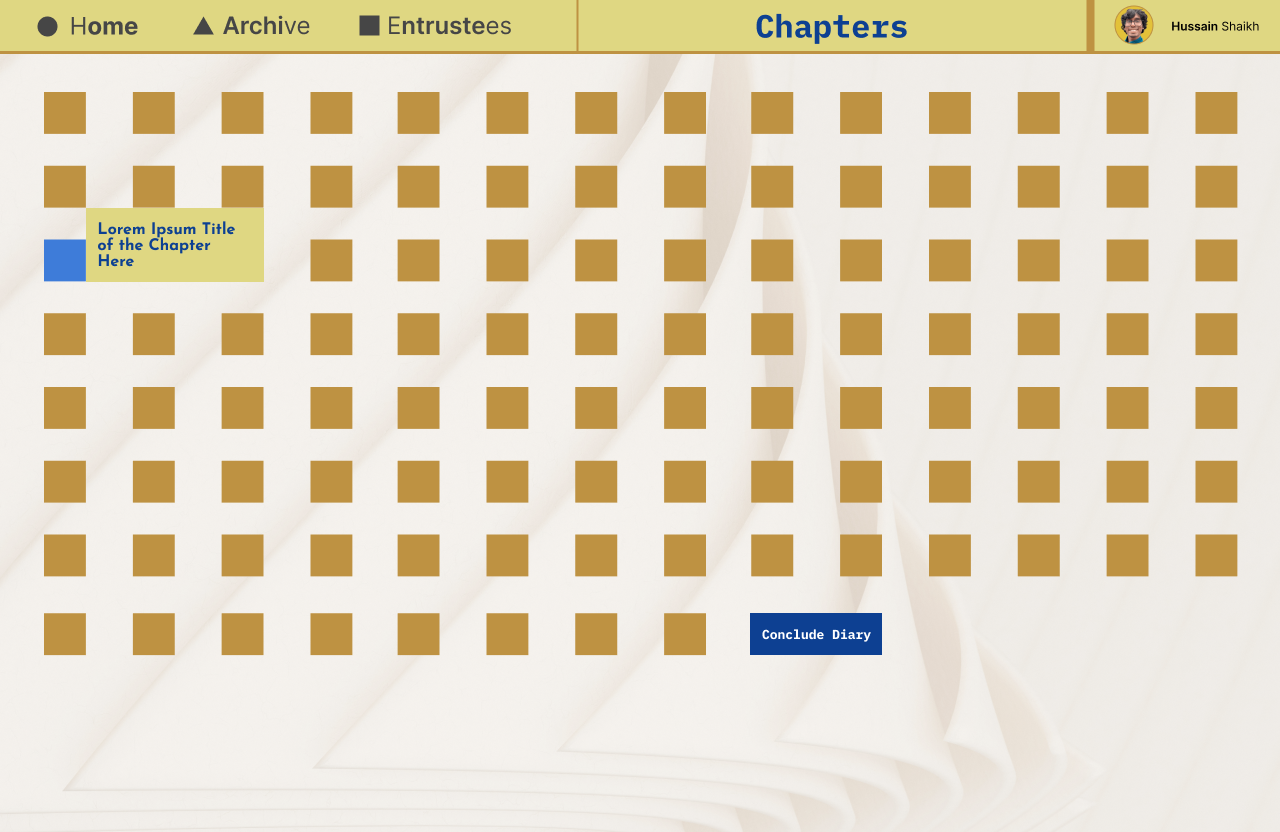 Home Archive Entrustees Chapters Hussain Shaikh
Lorem Ipsum Title
of the Chapter
Here
Conclude Diary